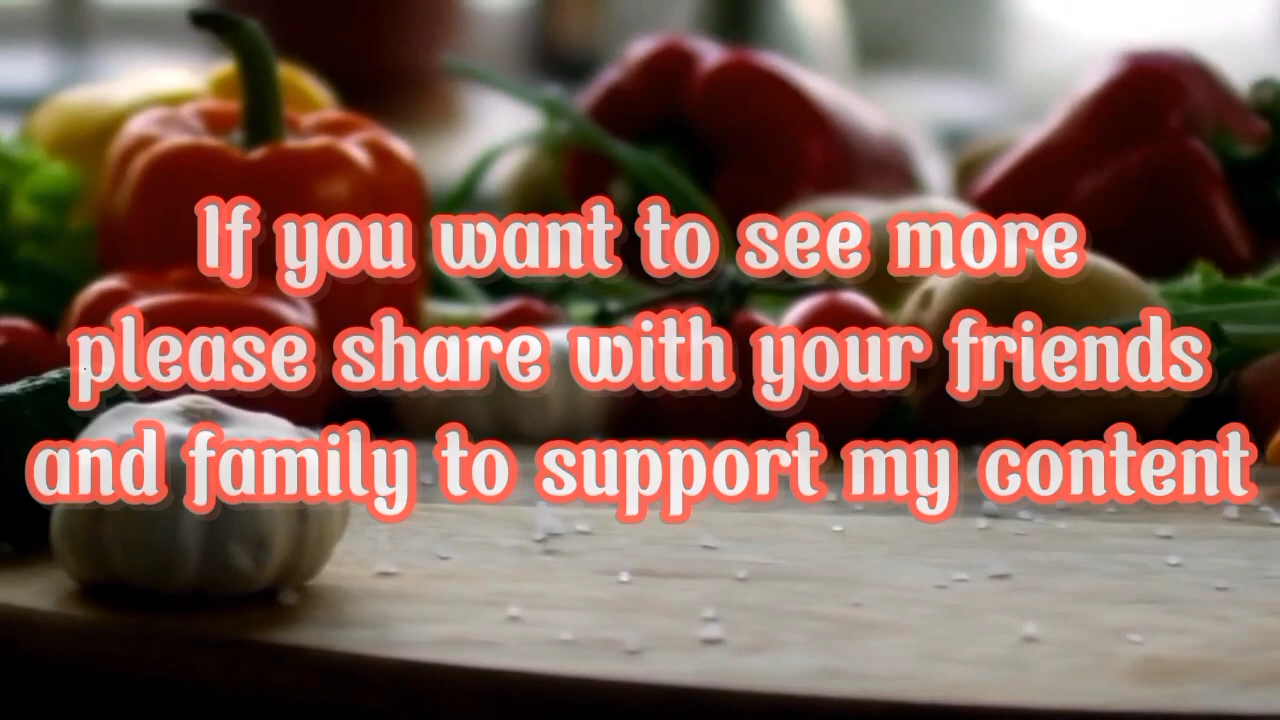 If you want to see more
please share with your friends
and family to support my content